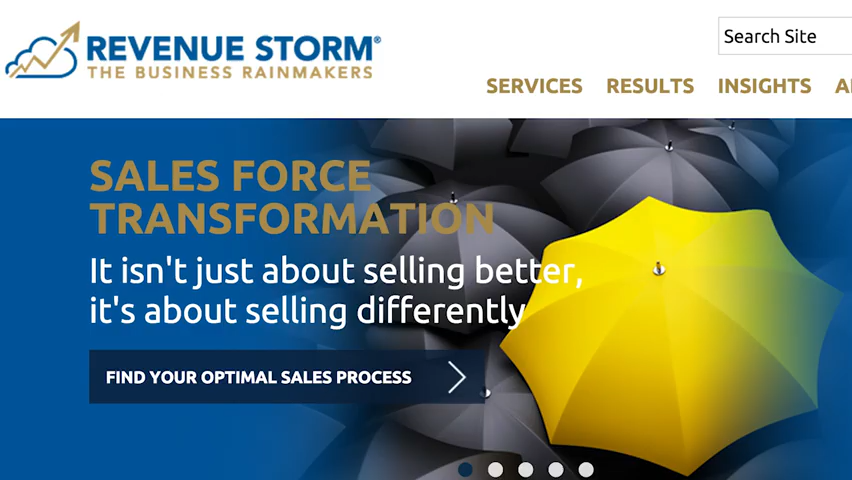 REVENUE STORM®
THE BUSINESS RAINMAKERS
Search Site
SERVICES RESULTS INSIGHTS
SALES FORCE
TRANSFORMATION
It isn't just about selling better,
it's about selling differently
FIND YOUR OPTIMAL SALES PROCESS